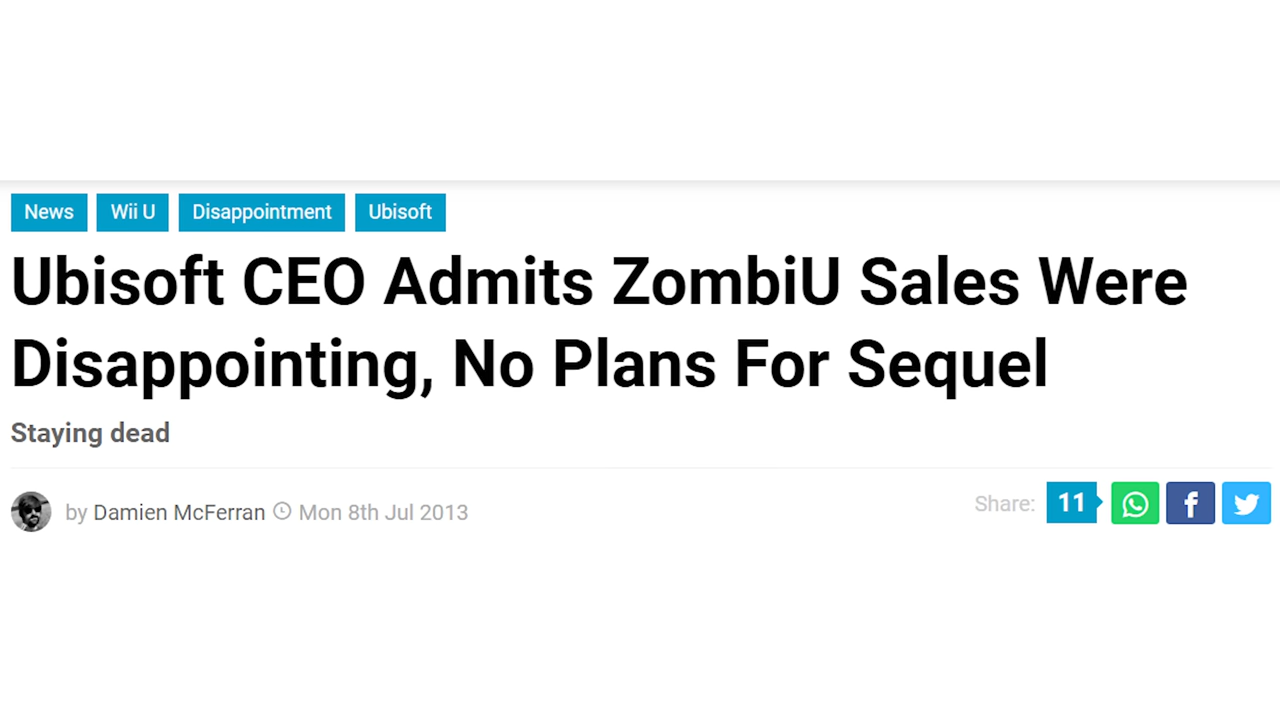 News Wii U Disappointment Ubisoft
Ubisoft CEO Admits ZombiU Sales Were
Disappointing, No Plans For Sequel
Staying dead
by Damien McFerran Mon 8th Jul 2013
Share: 11